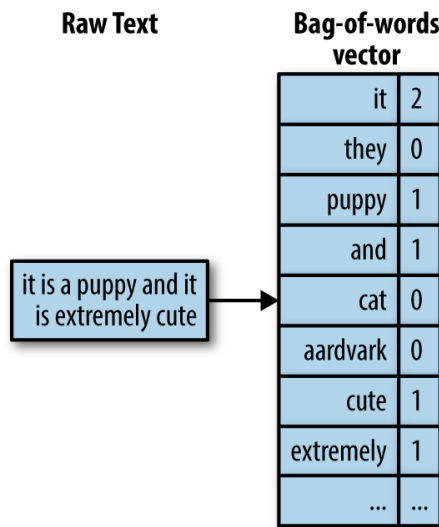 Raw Text
Bag-of-words
vector
it is a puppy and it
is extremely cute
it 2
they 0
puppy 1
and 1
cat 0
aardvark 0
cute 1
extremely 1
... ...